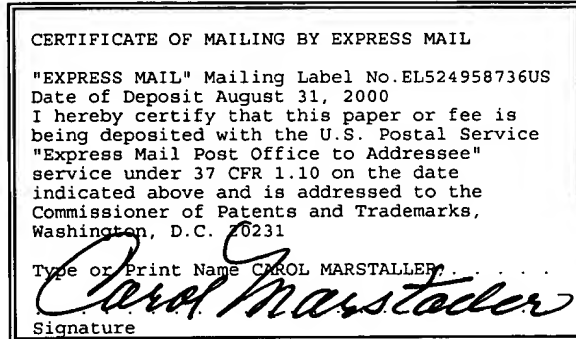 CERTIFICATE OF MAILING BY EXPRESS MAIL
"EXPRESS MAIL" Mailing Label No.EL524958736US
Date of Deposit August 31, 2000
I hereby certify that this paper or fee is
being deposited with the U.S. Postal Service
"Express Mail Post Office to Addressee"
service under 37 CFR 1.10 on the date
indicated above and is addressed to the
Commissioner of Patents and Trademarks,
Washington, D.C. 20231
Type or Print Name CAROL MARSTALLER. . . . . .
Carol Marstaller
Signature